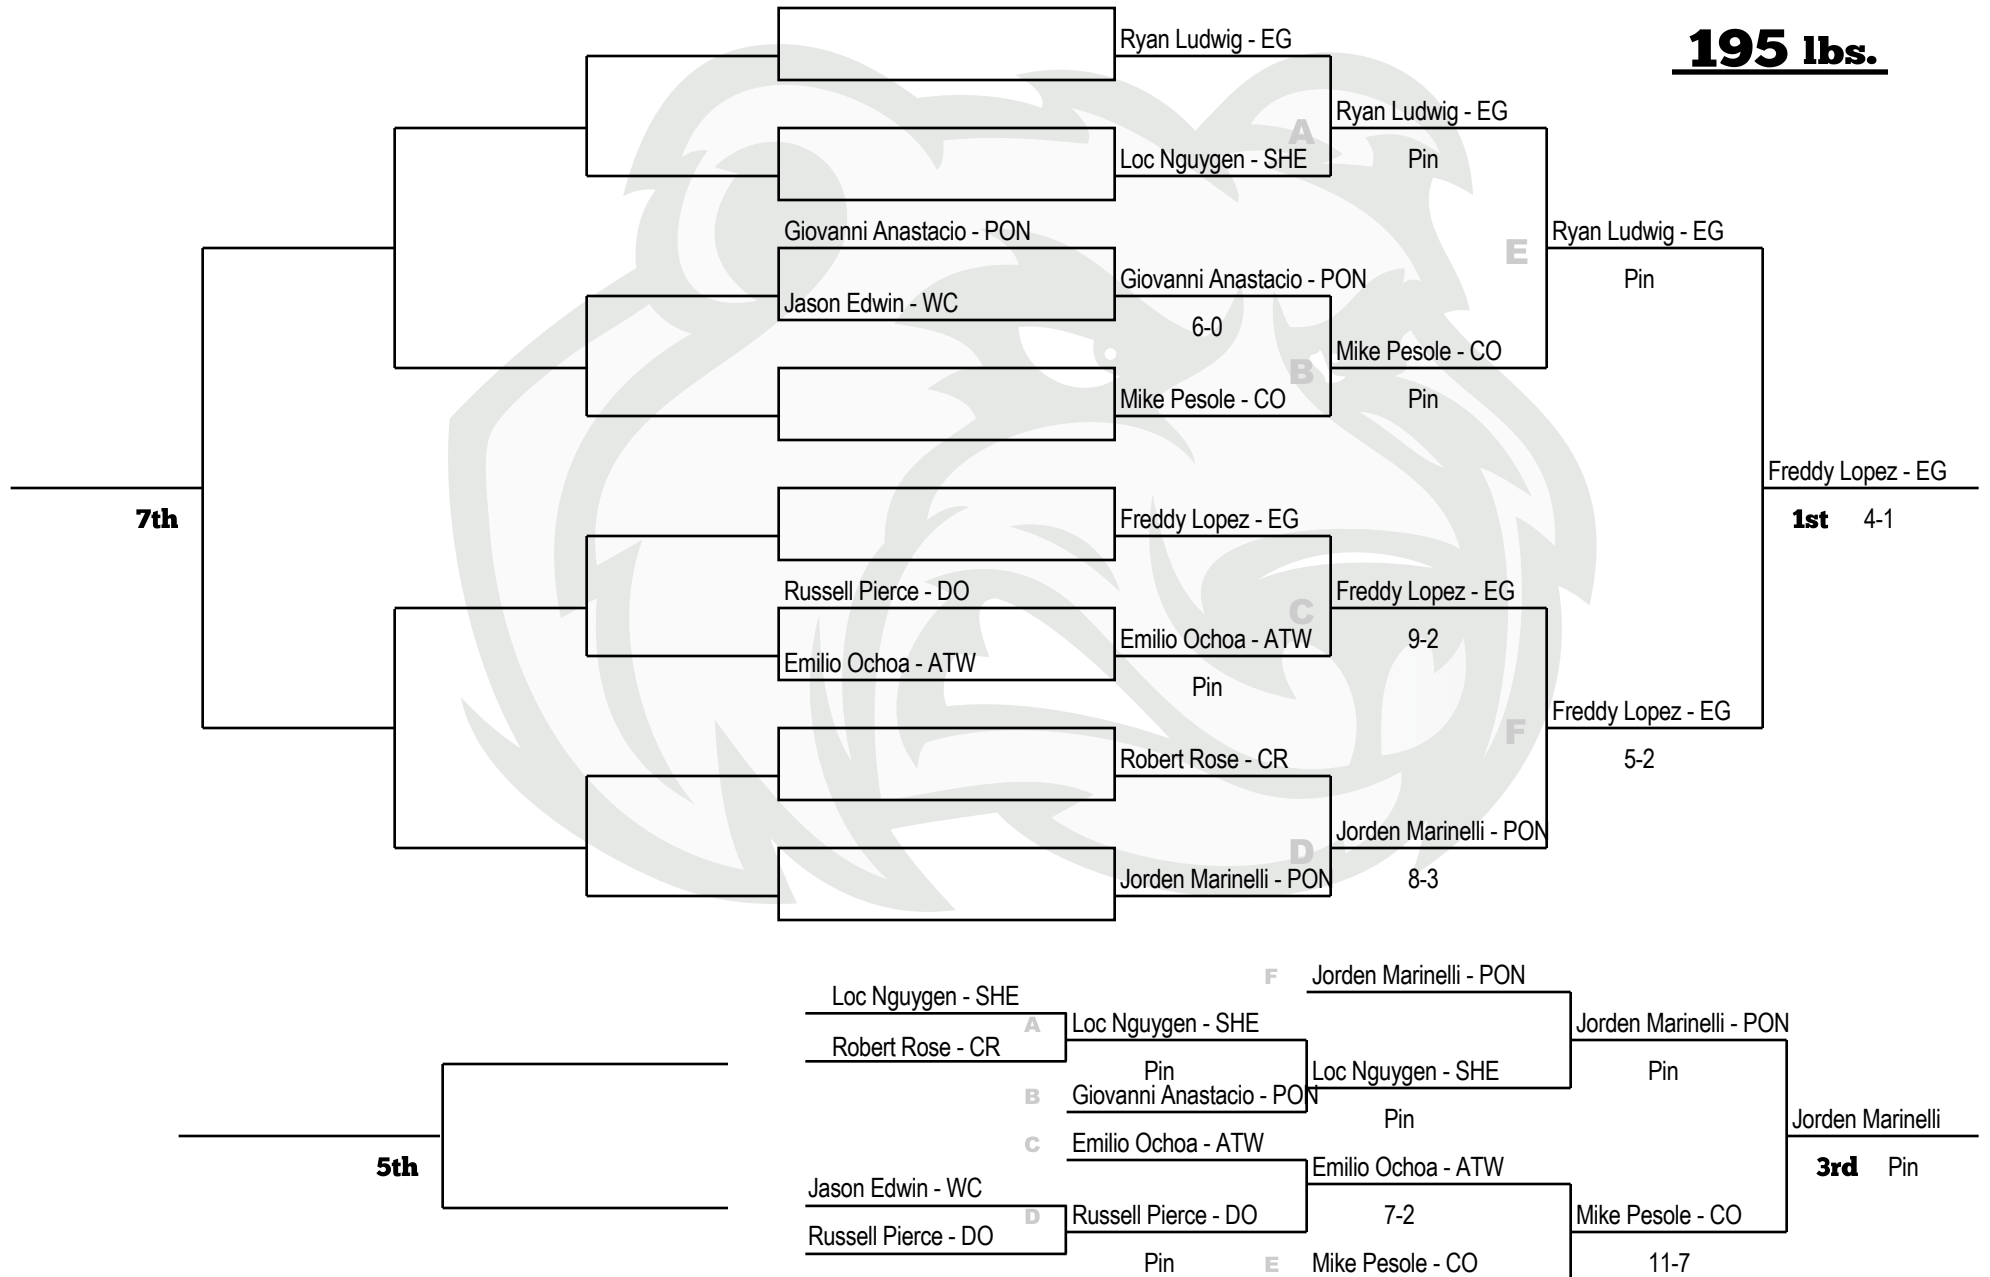 195 lbs.
Ryan Ludwig - EG
Ryan Ludwig - EG
A
Loc Nguygen - SHE
Pin
Giovanni Anastacio - PON
Ryan Ludwig - EG
E
Giovanni Anastacio - PON
Pin
Jason Edwin - WC
6-0
Mike Pesole - CO
B
Mike Pesole - CO
Pin
Freddy Lopez - EG
7th
Freddy Lopez - EG
1st 4-1
Russell Pierce - DO
Freddy Lopez - EG
C
Emilio Ochoa - ATW
9-2
Emilio Ochoa - ATW
Pin
Freddy Lopez - EG
F
Robert Rose - CR
5-2
Jorden Marinelli - PON
D
Jorden Marinelli - PON
8-3
F Jorden Marinelli - PON
Loc Nguygen - SHE
A Loc Nguygen - SHE
Jorden Marinelli - PON
Robert Rose - CR
Pin
Loc Nguygen - SHE
Pin
B Giovanni Anastacio - PON
Pin
Jorden Marinelli
C Emilio Ochoa - ATW
5th
Emilio Ochoa - ATW
3rd Pin
Jason Edwin - WC
D Russell Pierce - DO
7-2
Mike Pesole - CO
Russell Pierce - DO
Pin
E Mike Pesole - CO
11-7